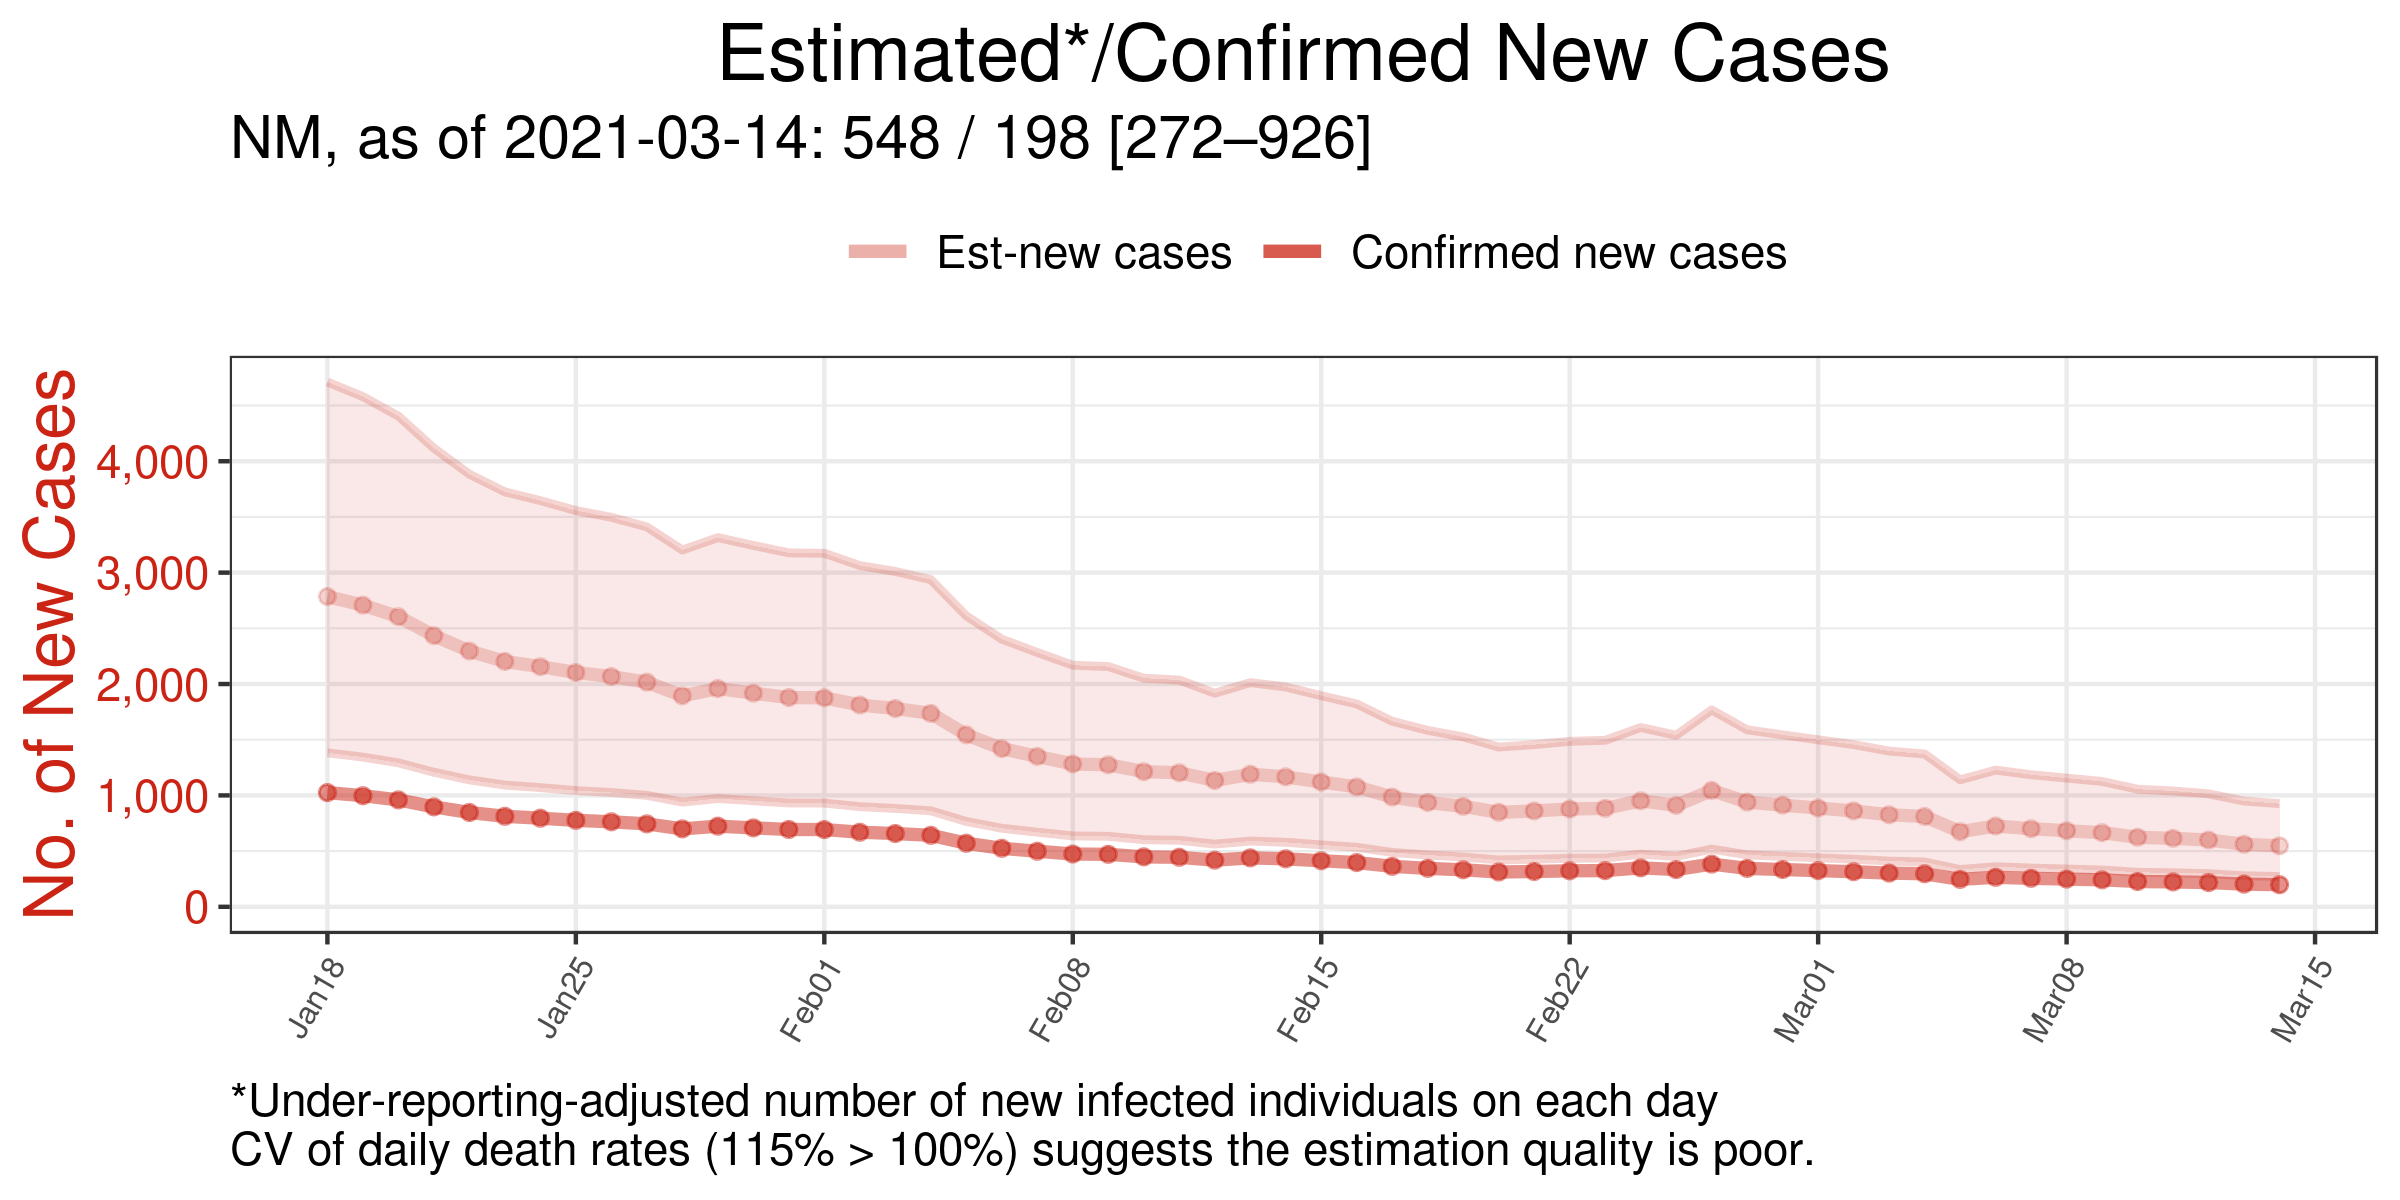 Estimated*/Confirmed New Cases
NM, as of 2021-03-14: 548 / 198 [272–926]
Est-new cases
Confirmed new cases
No. of New Cases
4,000
3,000
2,000
1,000
0
Jan18
Jan25
Feb01
Feb08
Feb15
Feb22
Mar01
Mar08
Mar15
*Under-reporting-adjusted number of new infected individuals on each day
CV of daily death rates (115% > 100%) suggests the estimation quality is poor.